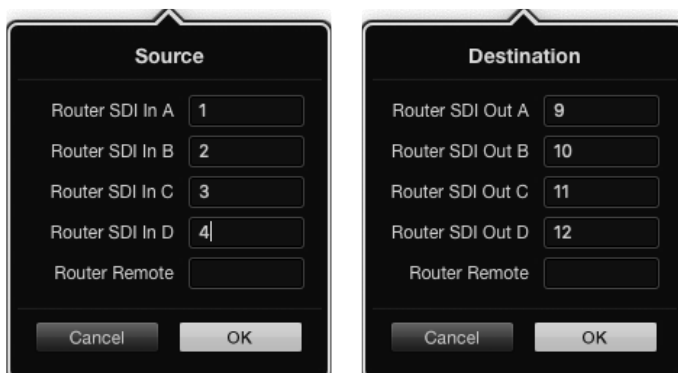 Source
Router SDI In A 1
Router SDI In B 2
Router SDI In C 3
Router SDI In D 4
Router Remote
Cancel OK
Destination
Router SDI Out A 9
Router SDI Out B 10
Router SDI Out C 11
Router SDI Out D 12
Router Remote
Cancel OK